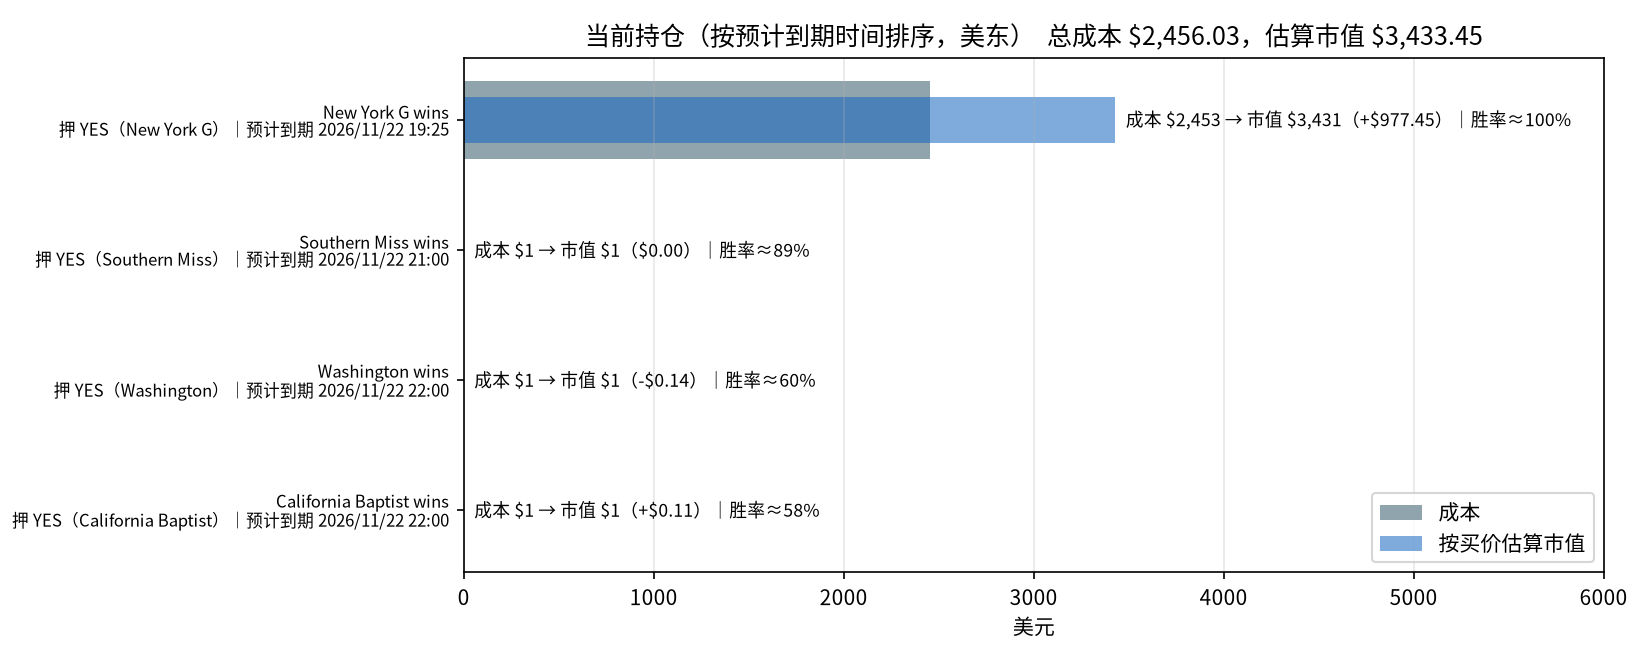 当前持仓（按预计到期时间排序，美东） 总成本 $2,456.03，估算市值 $3,433.45
New York G wins
押 YES（New York G）｜预计到期 2026/11/22 19:25
成本 $2,453 → 市值 $3,431（+$977.45）｜胜率≈100%
Southern Miss wins
押 YES（Southern Miss）｜预计到期 2026/11/22 21:00
成本 $1 → 市值 $1（$0.00）｜胜率≈89%
Washington wins
押 YES（Washington）｜预计到期 2026/11/22 22:00
成本 $1 → 市值 $1（-$0.14）｜胜率≈60%
California Baptist wins
押 YES（California Baptist）｜预计到期 2026/11/22 22:00
成本 $1 → 市值 $1（+$0.11）｜胜率≈58%
成本
按买价估算市值
0 1000 2000 3000 4000 5000 6000
美元